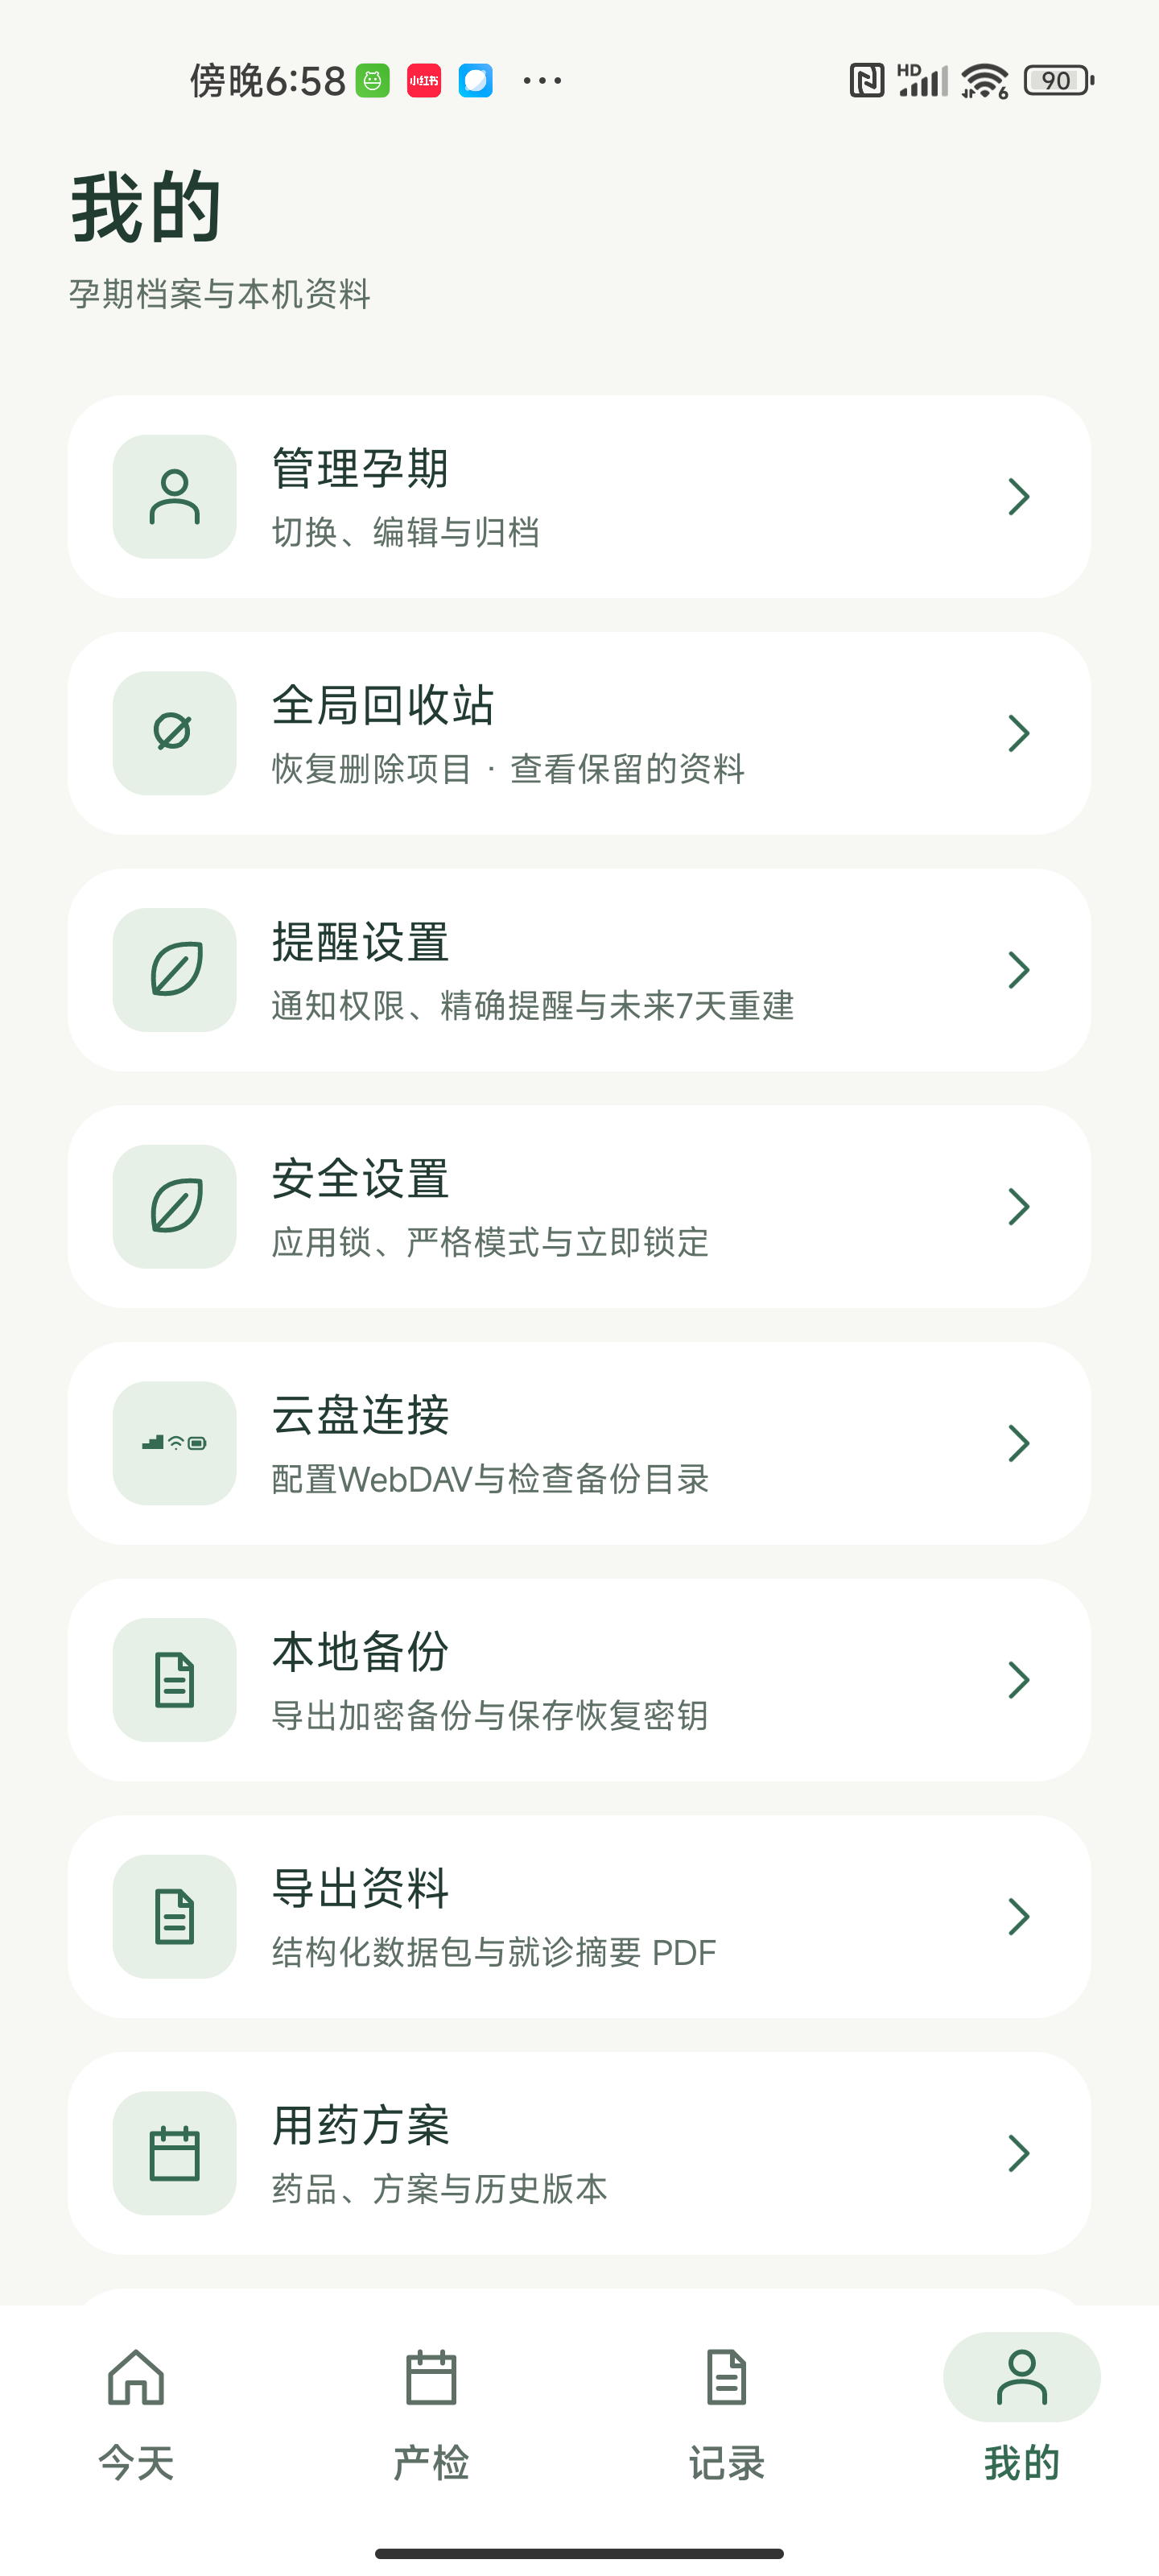 傍晚6:58
小红书
HD
6
90
我的
孕期档案与本机资料
管理孕期
切换、编辑与归档
全局回收站
恢复删除项目 · 查看保留的资料
提醒设置
通知权限、精确提醒与未来7天重建
安全设置
应用锁、严格模式与立即锁定
云盘连接
配置WebDAV与检查备份目录
本地备份
导出加密备份与保存恢复密钥
导出资料
结构化数据包与就诊摘要 PDF
用药方案
药品、方案与历史版本
今天
产检
记录
我的